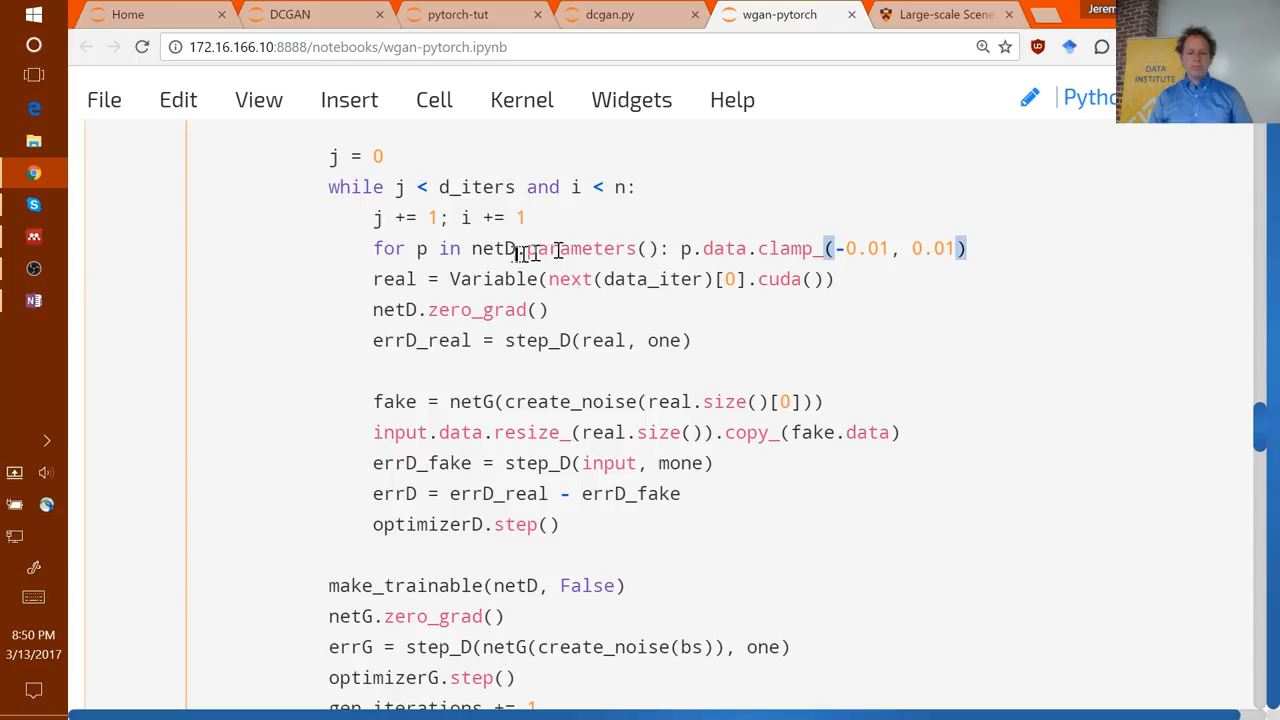 Home
DCGAN
pytorch-tut
dcgan.py
wgan-pytorch
Large-scale Scene
Jerem
172.16.166.10:8888/notebooks/wgan-pytorch.ipynb
File Edit View Insert Cell Kernel Widgets Help
DATA
INSTITUTE
j = 0
while j < d_iters and i < n:
j += 1; i += 1
for p in netD.parameters(): p.data.clamp_(-0.01, 0.01)
real = Variable(next(data_iter)[0].cuda())
netD.zero_grad()
errD_real = step_D(real, one)
fake = netG(create_noise(real.size()[0]))
input.data.resize_(real.size()).copy_(fake.data)
errD_fake = step_D(input, mone)
errD = errD_real - errD_fake
optimizerD.step()
make_trainable(netD, False)
netG.zero_grad()
errG = step_D(netG(create_noise(bs)), one)
optimizerG.step()
gen_iterations += 1
8:50 PM
3/13/2017